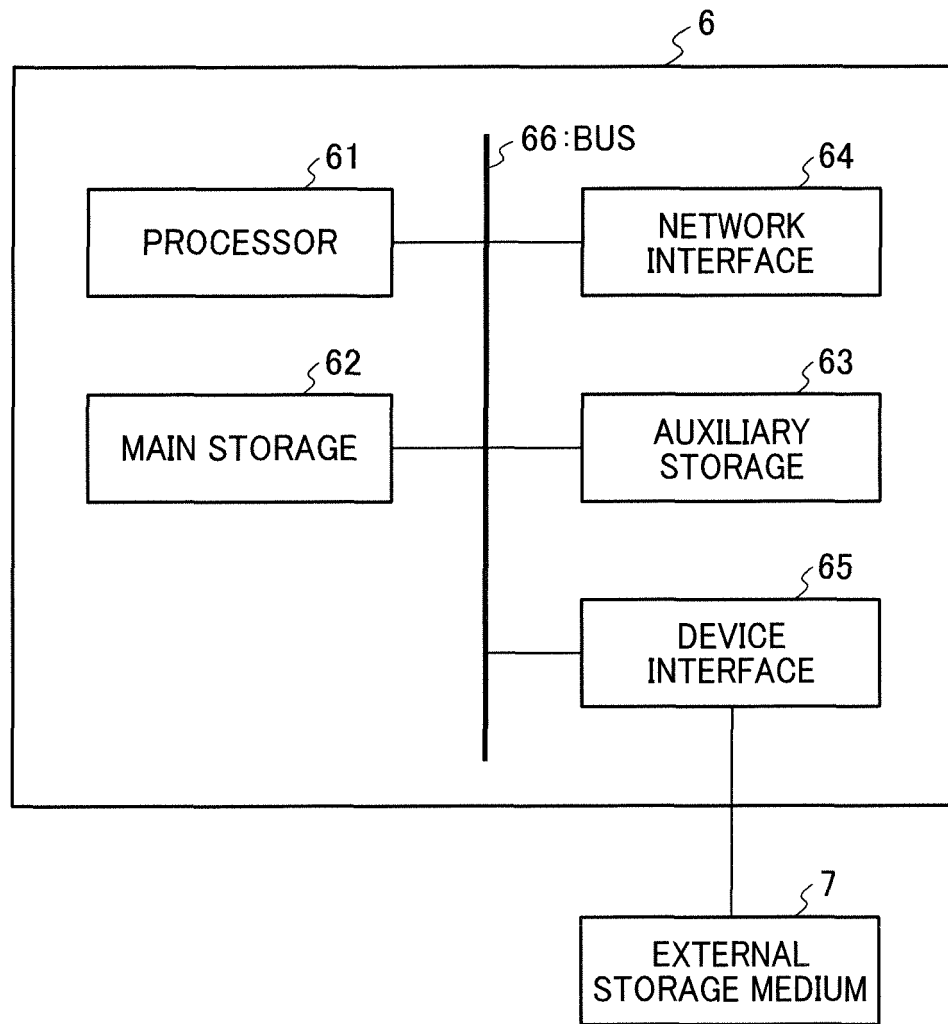 6
66:BUS
61
PROCESSOR
64
NETWORK
INTERFACE
62
MAIN STORAGE
63
AUXILIARY
STORAGE
65
DEVICE
INTERFACE
7
EXTERNAL
STORAGE MEDIUM